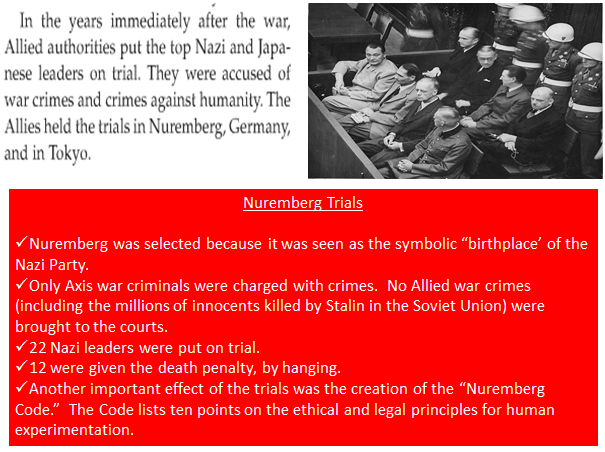 In the years immediately after the war,
Allied authorities put the top Nazi and Japa-
nese leaders on trial. They were accused of
war crimes and crimes against humanity. The
Allies held the trials in Nuremberg, Germany,
and in Tokyo.
Nuremberg Trials
✓Nuremberg was selected because it was seen as the symbolic “birthplace’ of the
Nazi Party.
✓Only Axis war criminals were charged with crimes.  No Allied war crimes
(including the millions of innocents killed by Stalin in the Soviet Union) were
brought to the courts.
✓22 Nazi leaders were put on trial.
✓12 were given the death penalty, by hanging.
✓Another important effect of the trials was the creation of the “Nuremberg
Code.”  The Code lists ten points on the ethical and legal principles for human
experimentation.